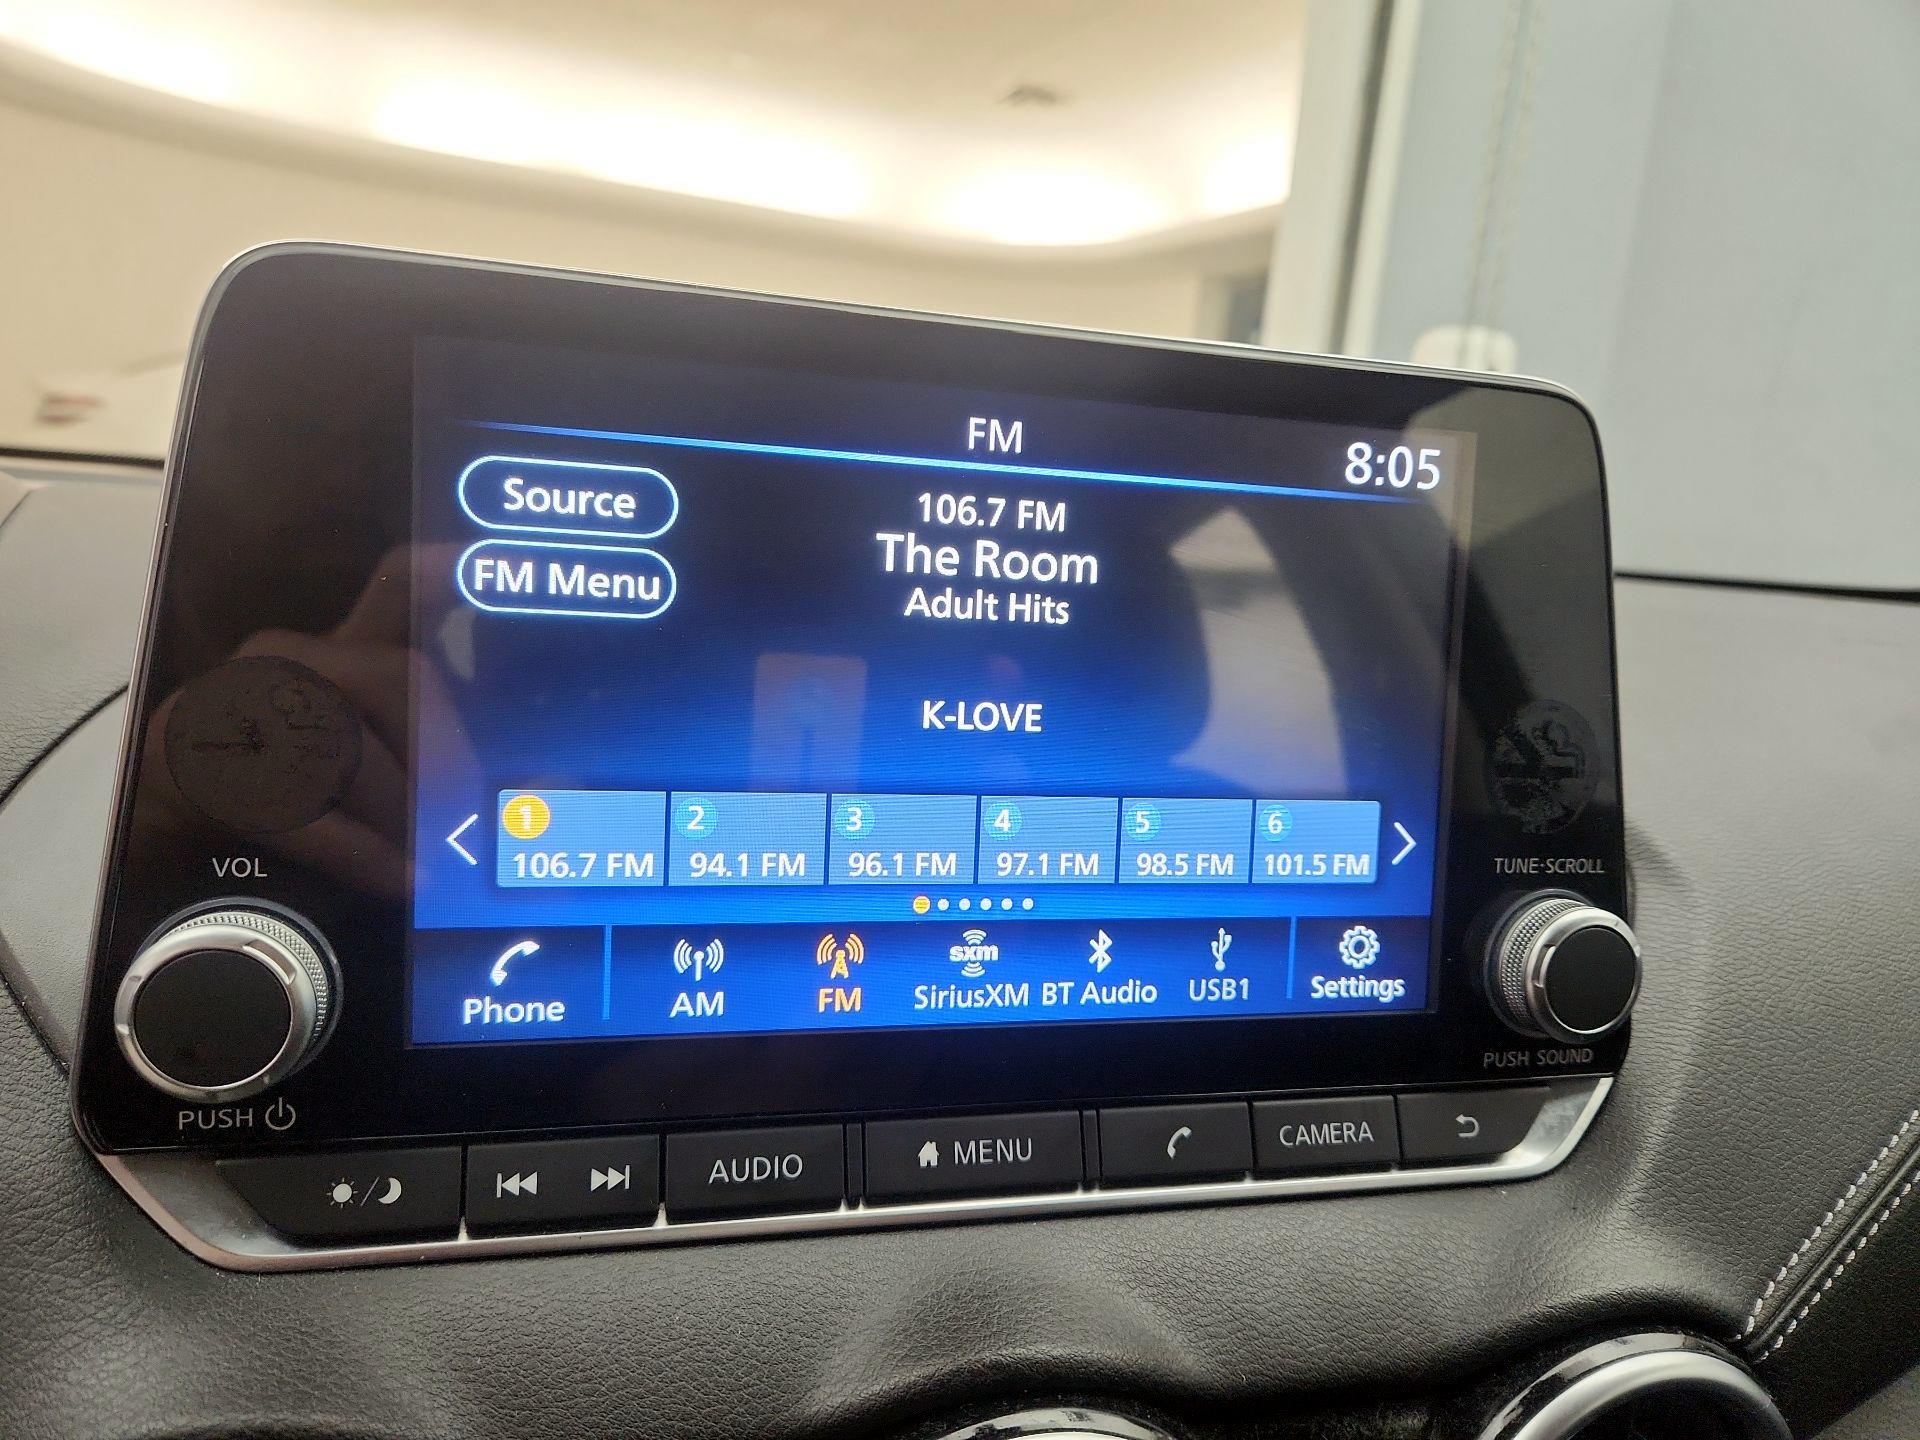 FM
8:05
Source
106.7 FM
The Room
FM Menu
Adult Hits
K-LOVE
1
2
3
4
5
6
106.7 FM
94.1 FM
96.1 FM
97.1 FM
98.5 FM
101.5 FM
VOL
TUNE·SCROLL
Phone
AM
FM
sxm
SiriusXM
BT Audio
USB1
Settings
PUSH
PUSH SOUND
AUDIO
MENU
CAMERA